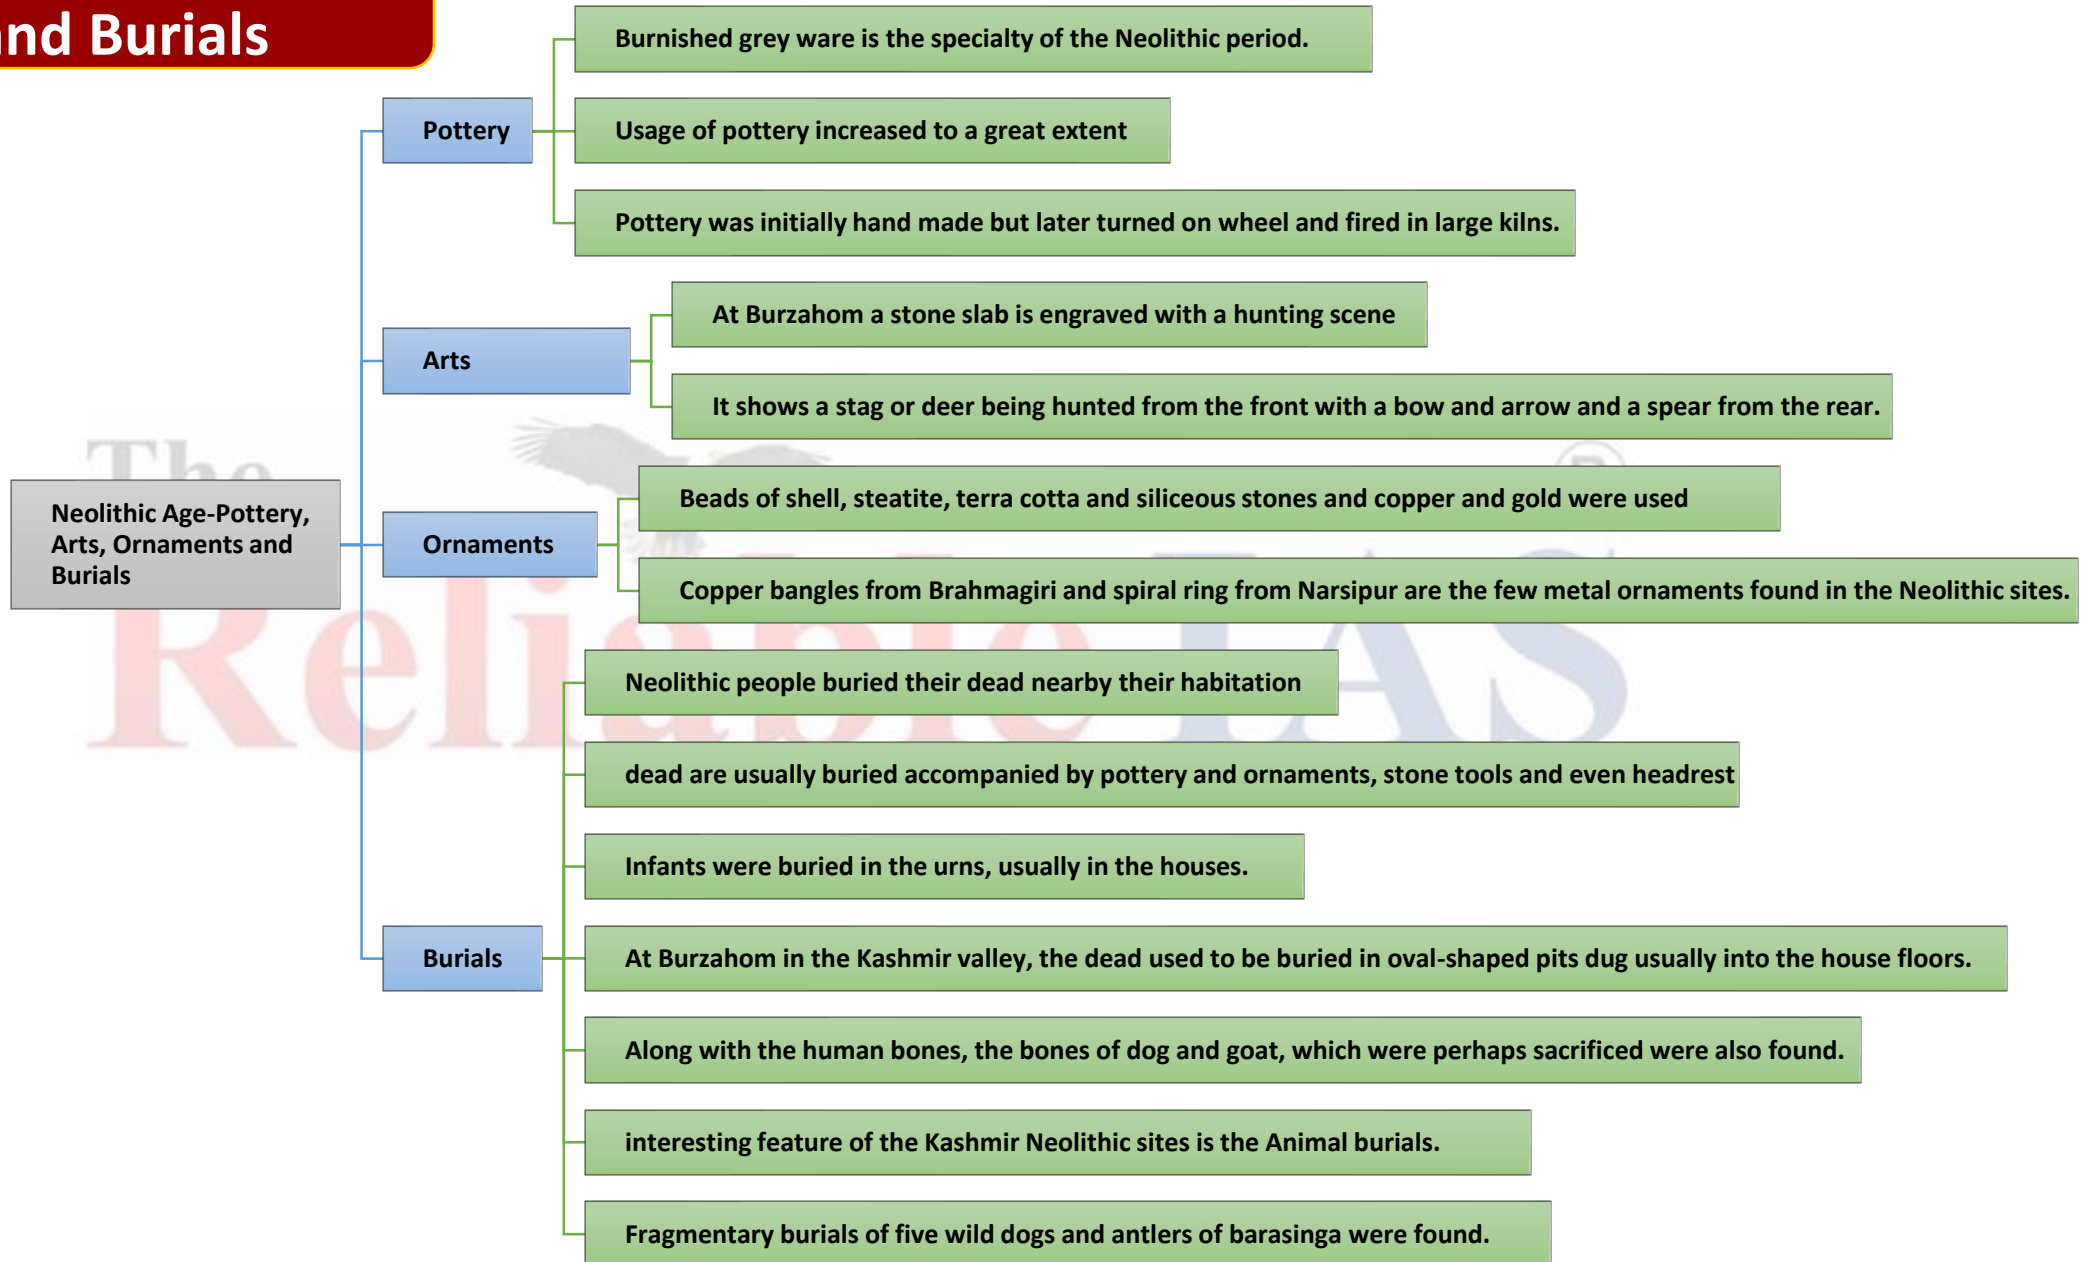 and Burials
Burnished grey ware is the specialty of the Neolithic period.
Pottery
Usage of pottery increased to a great extent
Pottery was initially hand made but later turned on wheel and fired in large kilns.
At Burzahom a stone slab is engraved with a hunting scene
Arts
It shows a stag or deer being hunted from the front with a bow and arrow and a spear from the rear.
The
Reliable IAS
®
Neolithic Age-Pottery,
Arts, Ornaments and
Burials
Beads of shell, steatite, terra cotta and siliceous stones and copper and gold were used
Ornaments
Copper bangles from Brahmagiri and spiral ring from Narsipur are the few metal ornaments found in the Neolithic sites.
Neolithic people buried their dead nearby their habitation
dead are usually buried accompanied by pottery and ornaments, stone tools and even headrest
Infants were buried in the urns, usually in the houses.
Burials
At Burzahom in the Kashmir valley, the dead used to be buried in oval-shaped pits dug usually into the house floors.
Along with the human bones, the bones of dog and goat, which were perhaps sacrificed were also found.
interesting feature of the Kashmir Neolithic sites is the Animal burials.
Fragmentary burials of five wild dogs and antlers of barasinga were found.